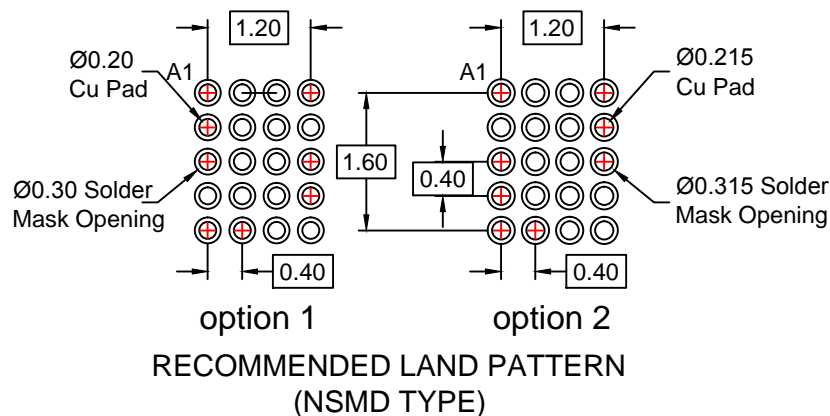 1.20
1.20
Ø0.20
Cu Pad
A1
A1
Ø0.215
Cu Pad
1.60
0.40
Ø0.30 Solder
Mask Opening
Ø0.315 Solder
Mask Opening
0.40
0.40
option 1
option 2
RECOMMENDED LAND PATTERN
(NSMD TYPE)